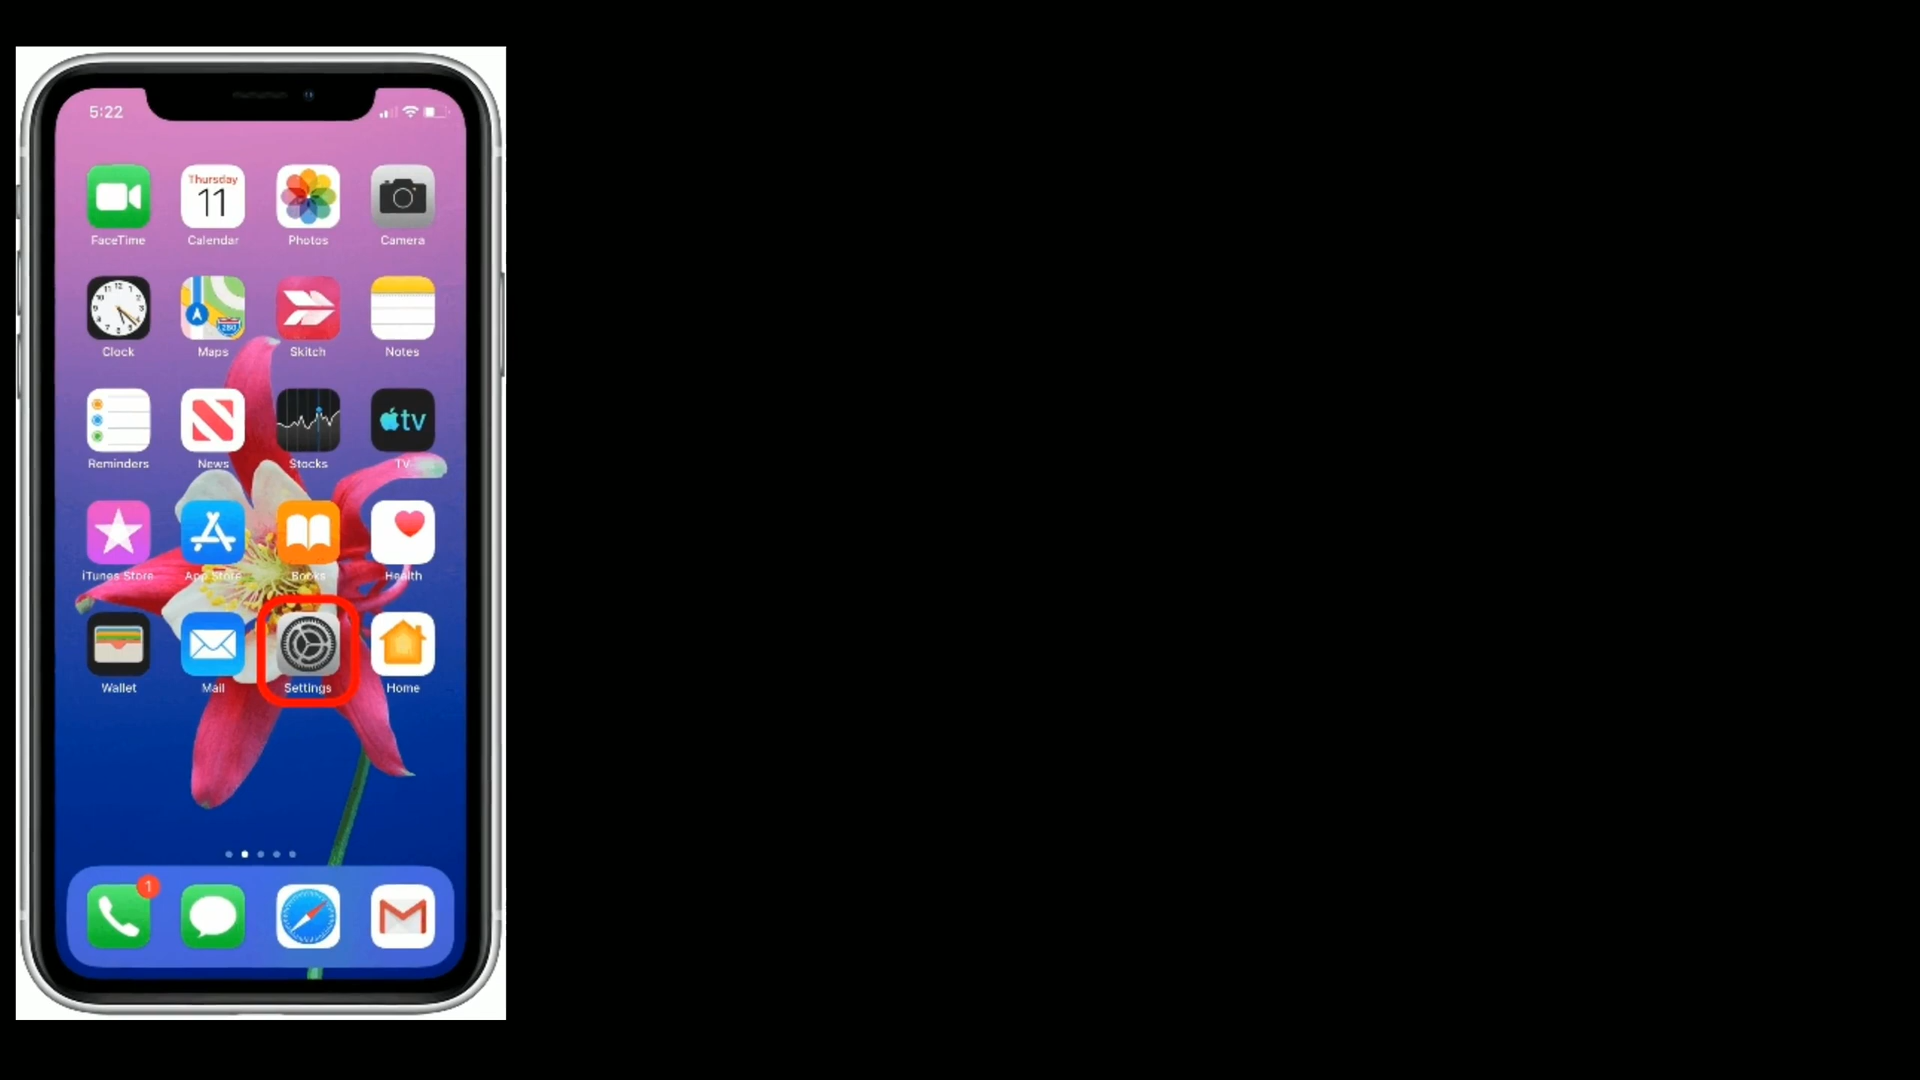 5:22
Thursday
11
FaceTime Calendar Photos Camera
280
Clock Maps Skitch Notes
tv
Reminders News Stocks TV
iTunes Store App Store Books Health
Wallet Mail Settings Home
1